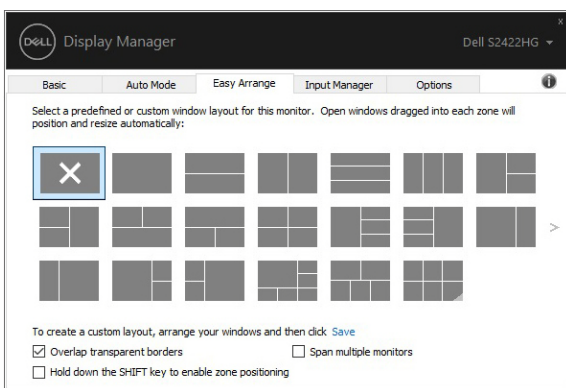 x
DELL Display Manager Dell S2422HG
Basic Auto Mode Easy Arrange Input Manager Options i
Select a predefined or custom window layout for this monitor. Open windows dragged into each zone will
position and resize automatically:
>
To create a custom layout, arrange your windows and then click Save
Overlap transparent borders Span multiple monitors
Hold down the SHIFT key to enable zone positioning